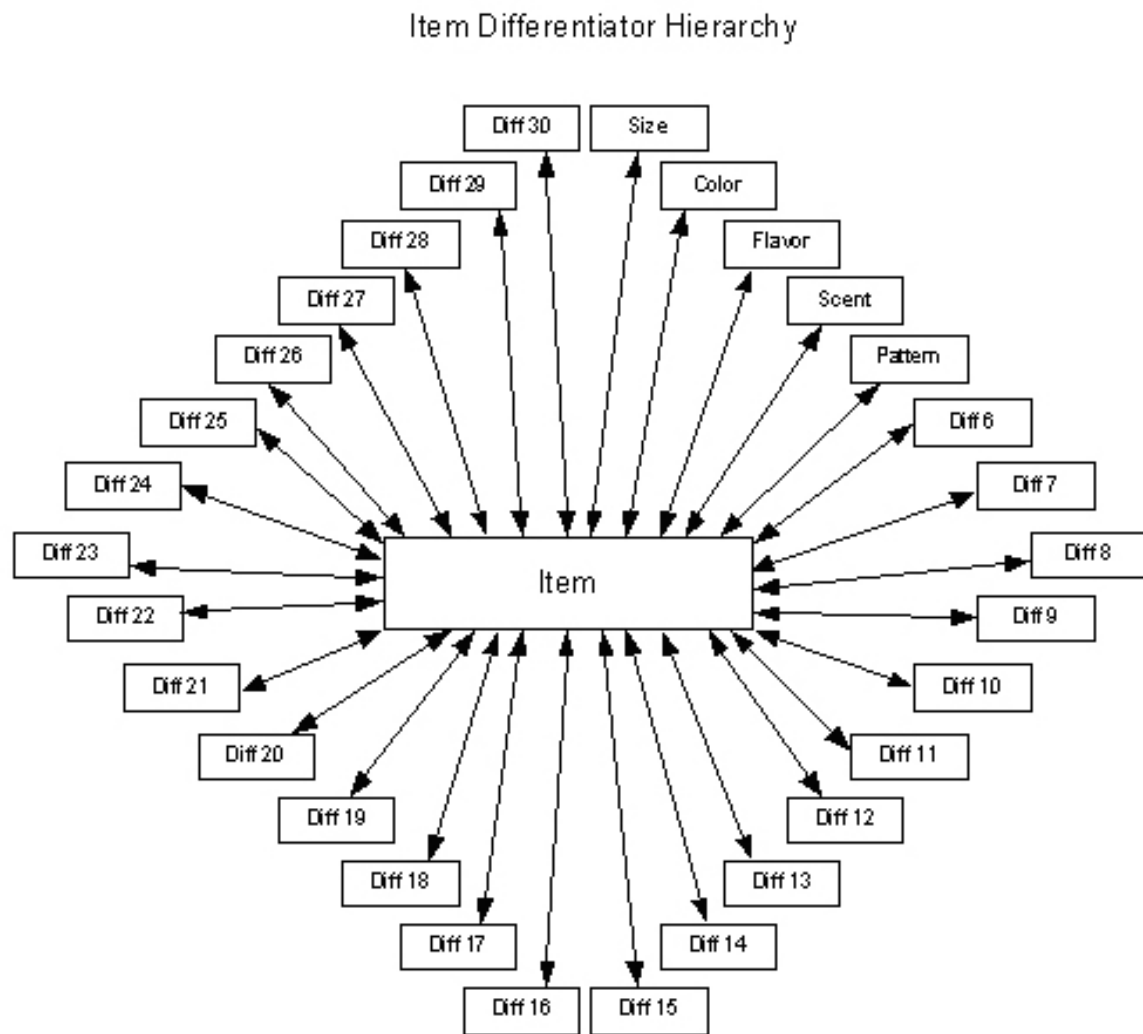 Item Differentiator Hierarchy
Diff 30 Size
Diff 29 Color
Diff 28 Flavor
Diff 27 Scent
Diff 26 Pattern
Diff 25 Diff 6
Diff 24 Diff 7
Diff 23 Diff 8
Item
Diff 22 Diff 9
Diff 21 Diff 10
Diff 20 Diff 11
Diff 19 Diff 12
Diff 18 Diff 13
Diff 17 Diff 14
Diff 16 Diff 15